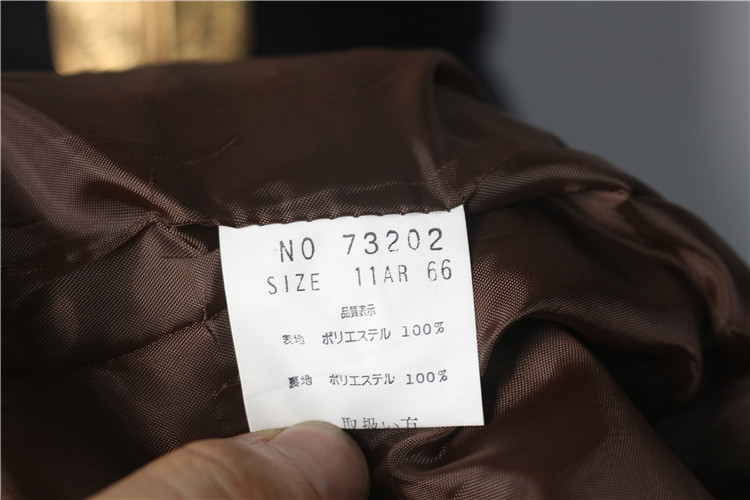 NO 73202
SIZE 11AR 66
品質表示
表地 ポリエステル 100%
裏地 ポリエステル 100%
取扱い方